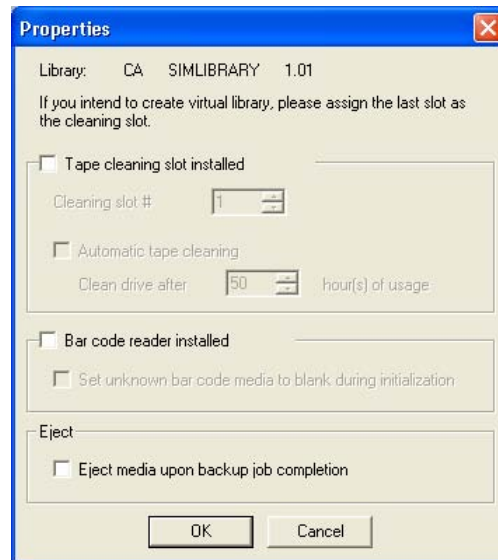 Properties
Library: CA SIMLIBRARY 1.01
If you intend to create virtual library, please assign the last slot as
the cleaning slot.
Tape cleaning slot installed
Cleaning slot # 1
Automatic tape cleaning
Clean drive after 50 hour(s) of usage
Bar code reader installed
Set unknown bar code media to blank during initialization
Eject
Eject media upon backup job completion
OK Cancel